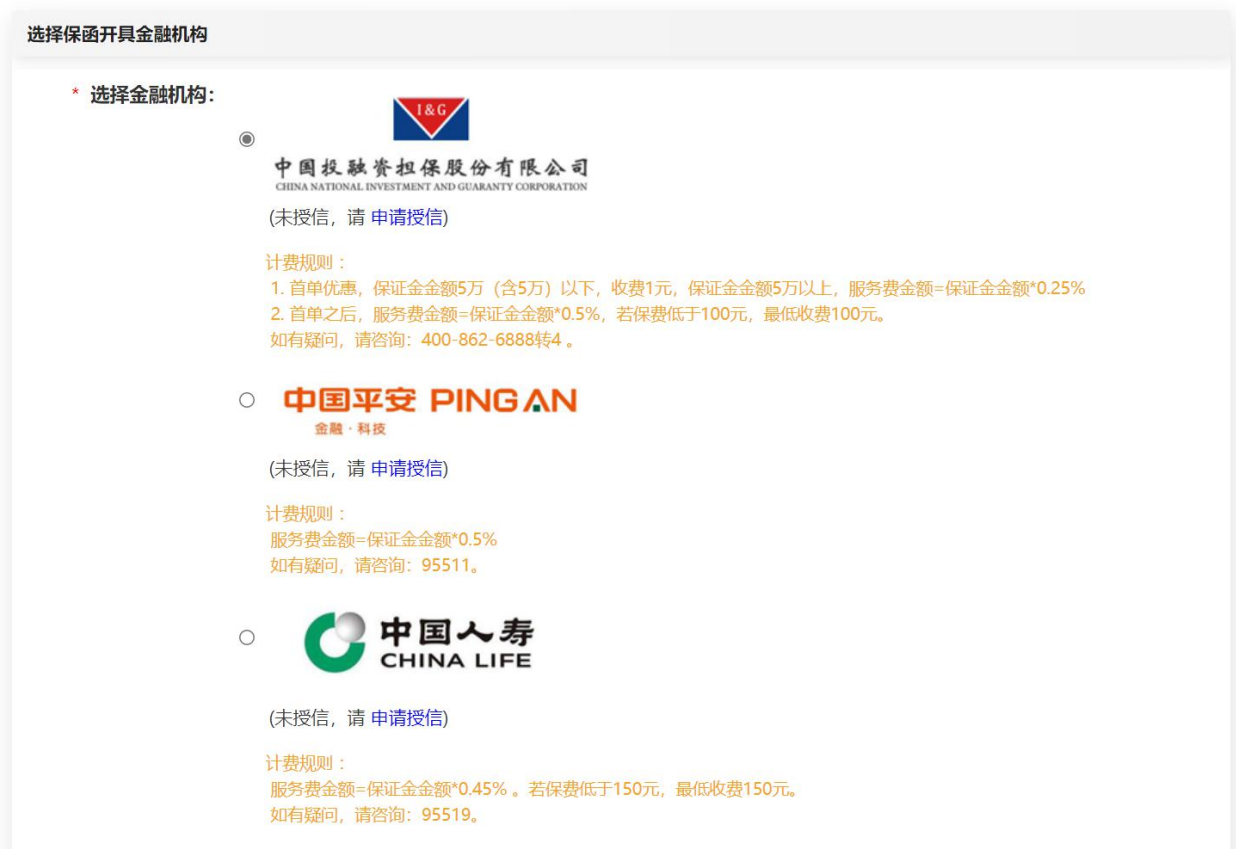 选择保函开具金融机构
* 选择金融机构：
I&G
中国投融资担保股份有限公司
CHINA NATIONAL INVESTMENT AND GUARANTY CORPORATION
(未授信，请 申请授信)
计费规则：
1. 首单优惠，保证金金额5万（含5万）以下，收费1元，保证金金额5万以上，服务费金额=保证金金额*0.25%
2. 首单之后，服务费金额=保证金金额*0.5%，若保费低于100元，最低收费100元。
如有疑问，请咨询：400-862-6888转4 。
中国平安 PING AN
金融·科技
(未授信，请 申请授信)
计费规则：
服务费金额=保证金金额*0.5%
如有疑问，请咨询：95511。
中国人寿
CHINA LIFE
(未授信，请 申请授信)
计费规则：
服务费金额=保证金金额*0.45% 。若保费低于150元，最低收费150元。
如有疑问，请咨询：95519。